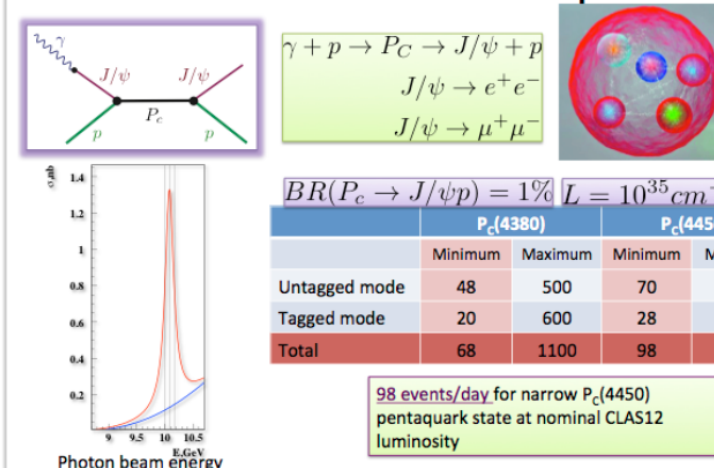 γ
J/ψ
J/ψ
P_c
p
p
γ + p → P_C → J/ψ + p
J/ψ → e⁺e⁻
J/ψ → μ⁺μ⁻
BR(P_c → J/ψp) = 1%
L = 10³⁵cm⁻
P_c(4380) P_c(445
Minimum Maximum Minimum M
Untagged mode 48 500 70
Tagged mode 20 600 28
Total 68 1100 98
σ,nb
1.4
1.2
1
0.8
0.6
0.4
0.2
9 9.5 10 10.5
E,GeV
Photon beam energy
98 events/day for narrow P_c(4450)
pentaquark state at nominal CLAS12
luminosity